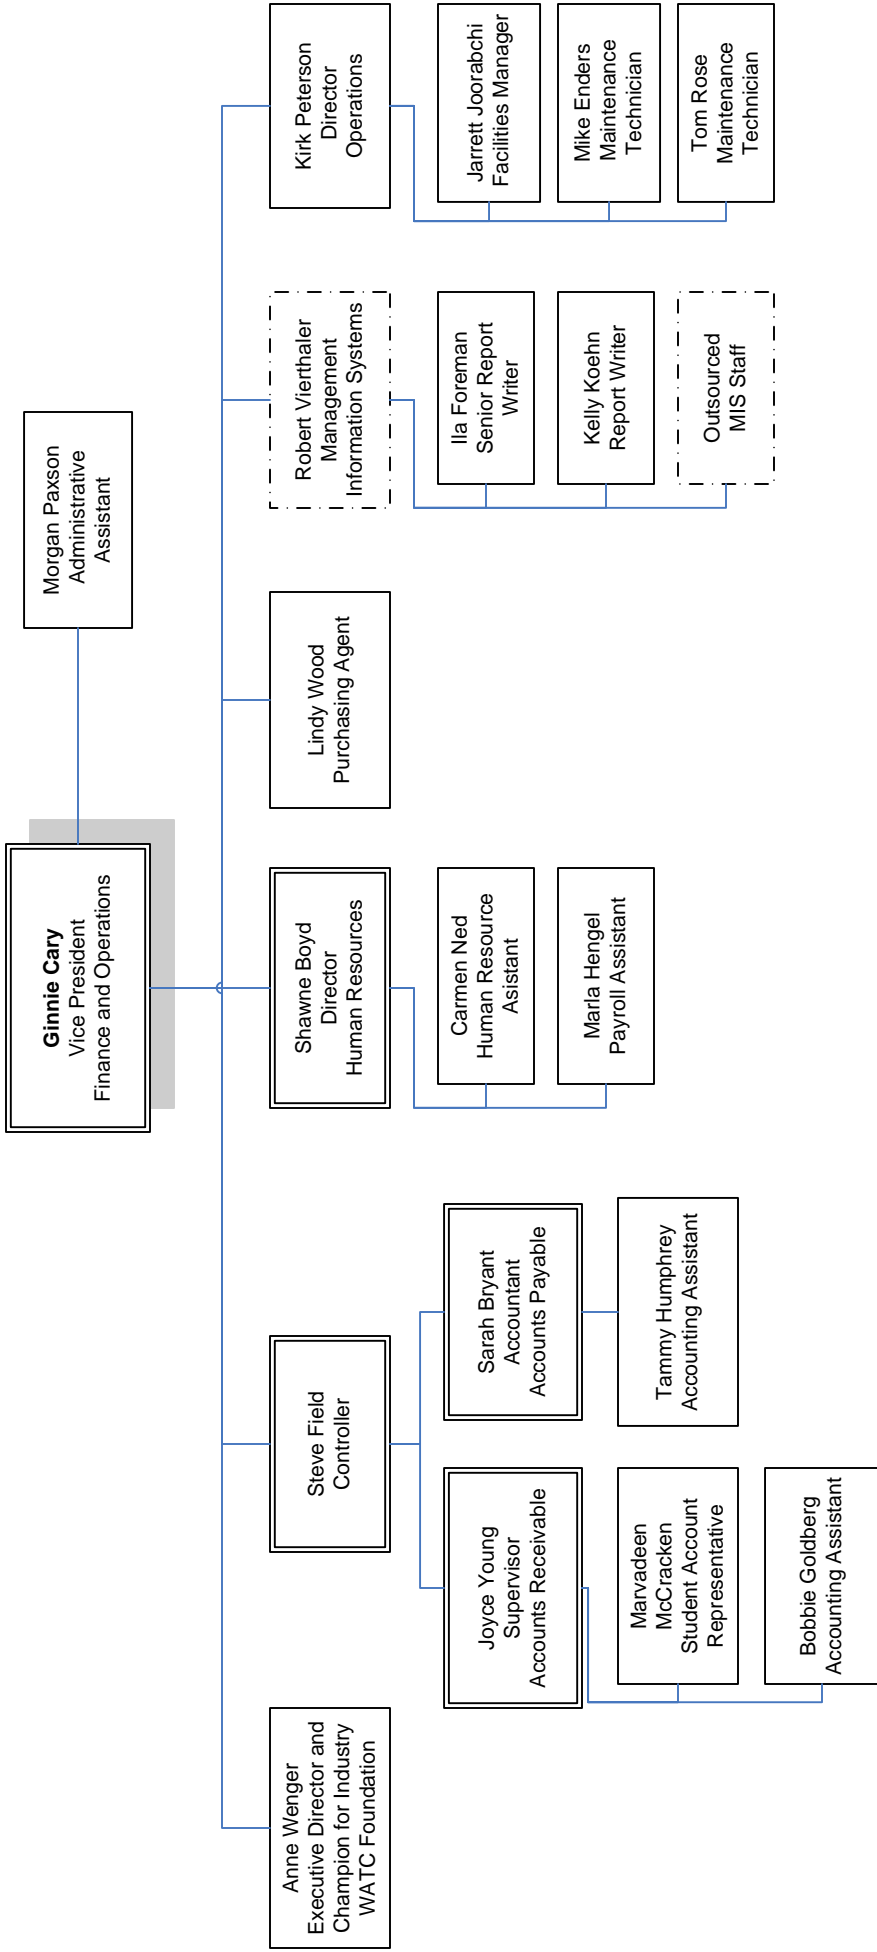 Ginnie Cary
Vice President
Finance and Operations
Morgan Paxson
Administrative
Assistant
Anne Wenger
Executive Director and
Champion for Industry
WATC Foundation
Steve Field
Controller
Shawne Boyd
Director
Human Resources
Lindy Wood
Purchasing Agent
Robert Vierthaler
Management
Information Systems
Kirk Peterson
Director
Operations
Joyce Young
Supervisor
Accounts Receivable
Sarah Bryant
Accountant
Accounts Payable
Carmen Ned
Human Resource
Asistant
Ila Foreman
Senior Report
Writer
Jarrett Joorabchi
Facilities Manager
Marla Hengel
Payroll Assistant
Kelly Koehn
Report Writer
Mike Enders
Maintenance
Technician
Marvadeen
McCracken
Student Account
Representative
Tammy Humphrey
Accounting Assistant
Outsourced
MIS Staff
Tom Rose
Maintenance
Technician
Bobbie Goldberg
Accounting Assistant